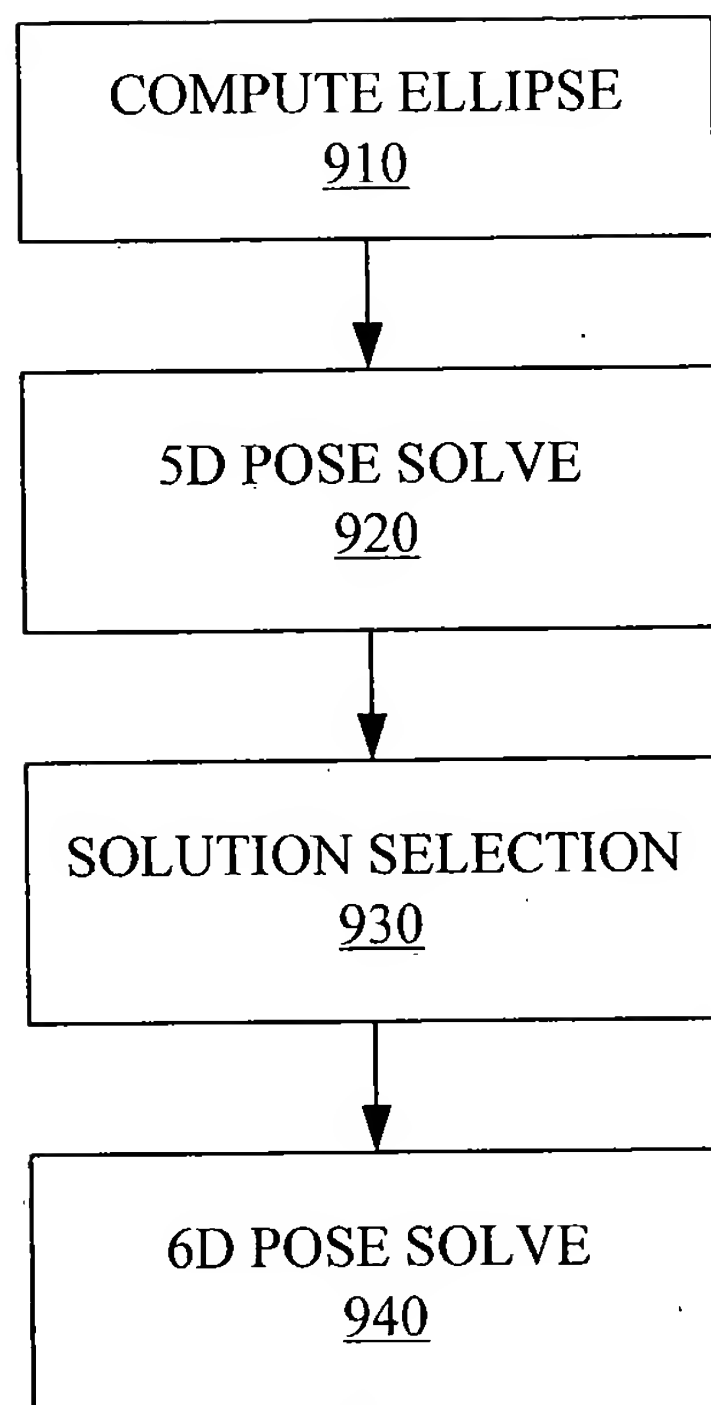 COMPUTE ELLIPSE
910
5D POSE SOLVE
920
SOLUTION SELECTION
930
6D POSE SOLVE
940